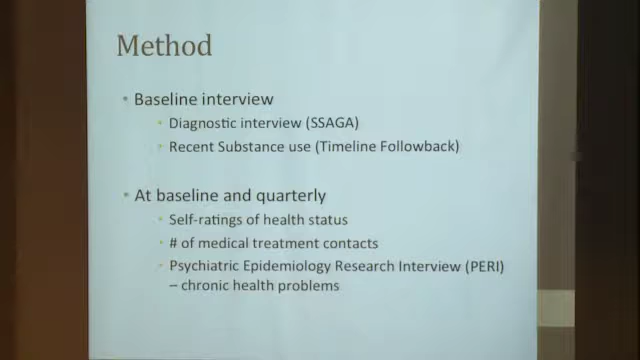 Method
• Baseline interview
• Diagnostic interview (SSAGA)
• Recent Substance use (Timeline Followback)
• At baseline and quarterly
• Self-ratings of health status
• # of medical treatment contacts
• Psychiatric Epidemiology Research Interview (PERI)
– chronic health problems